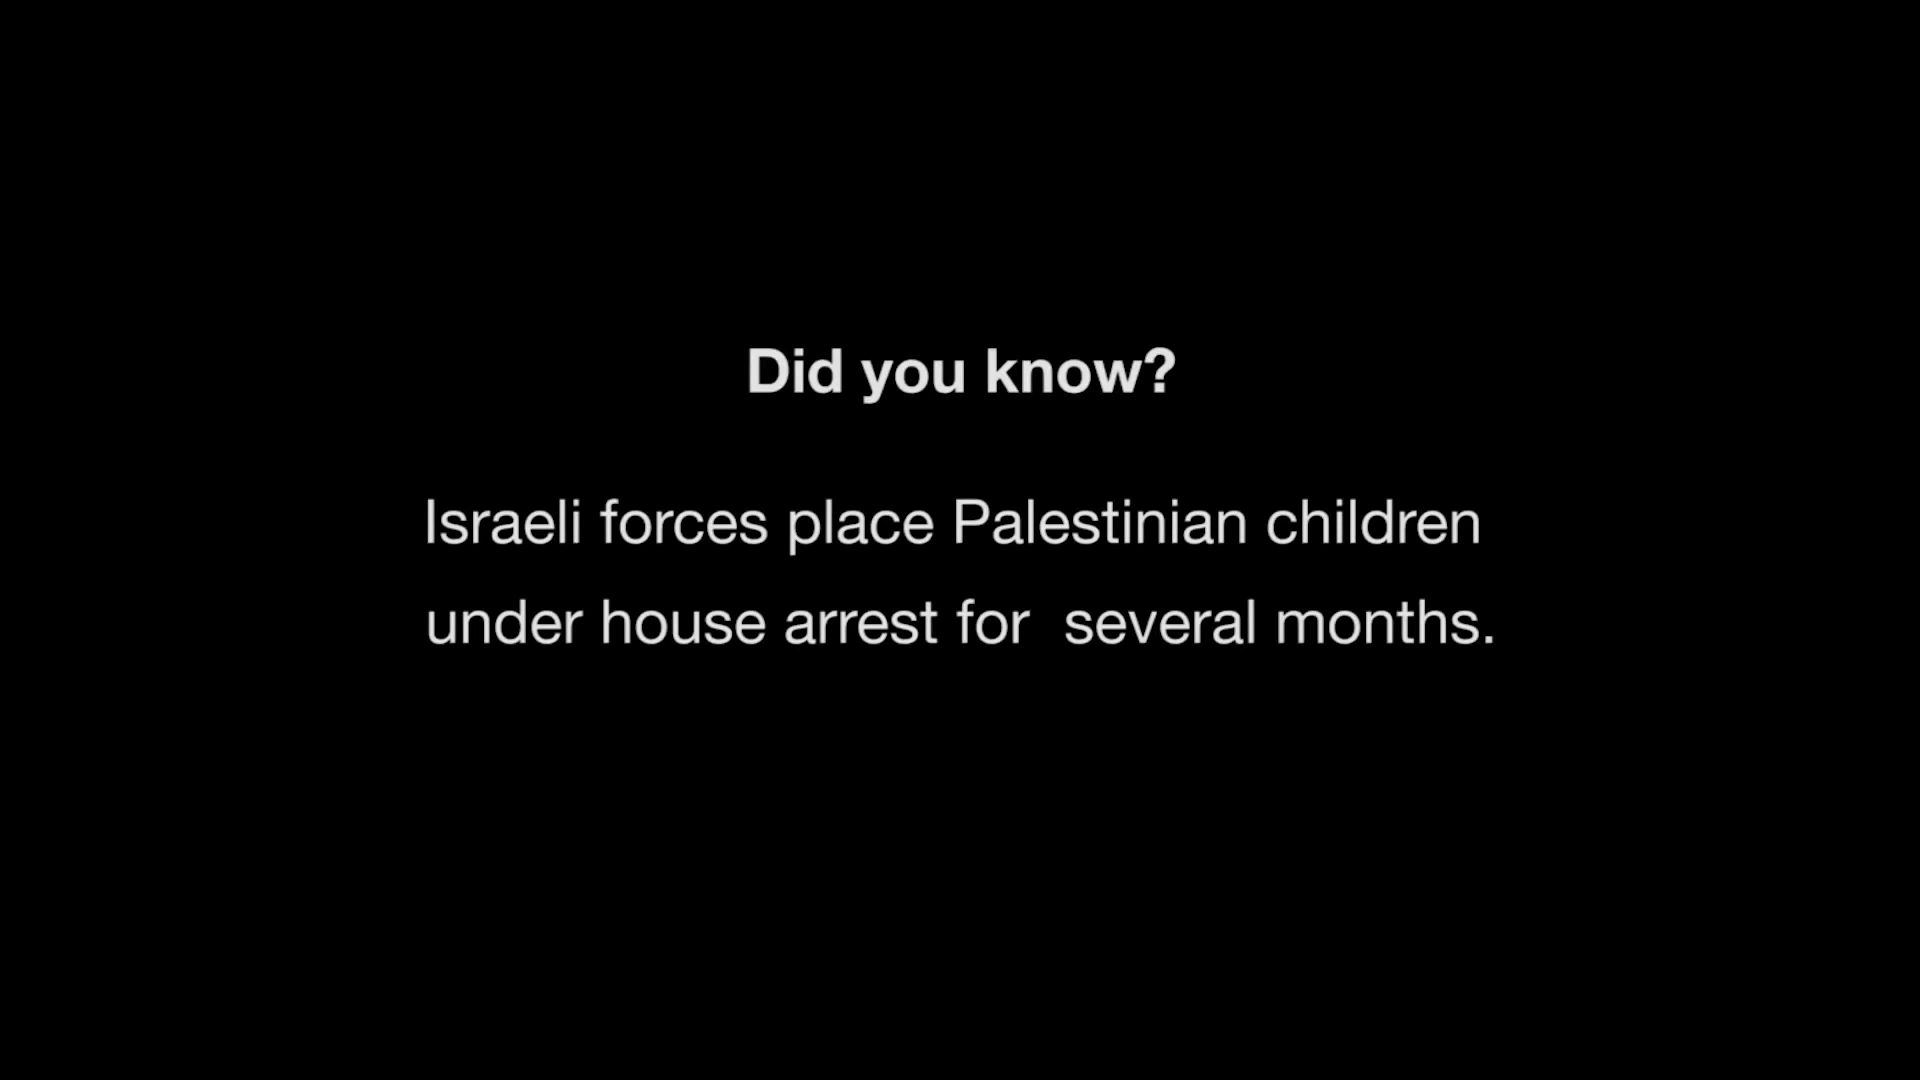 Did you know?
Israeli forces place Palestinian children
under house arrest for  several months.